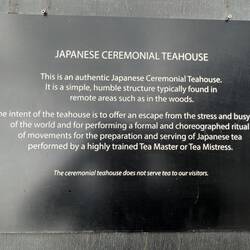 JAPANESE CEREMONIAL TEAHOUSE
This is an authentic Japanese Ceremonial Teahouse.
It is a simple, humble structure typically found in
remote areas such as in the woods.
he intent of the teahouse is to offer an escape from the stress and busy
of the world and for performing a formal and choreographed ritual
of movements for the preparation and serving of Japanese tea
performed by a highly trained Tea Master or Tea Mistress.
The ceremonial teahouse does not serve tea to our visitors.